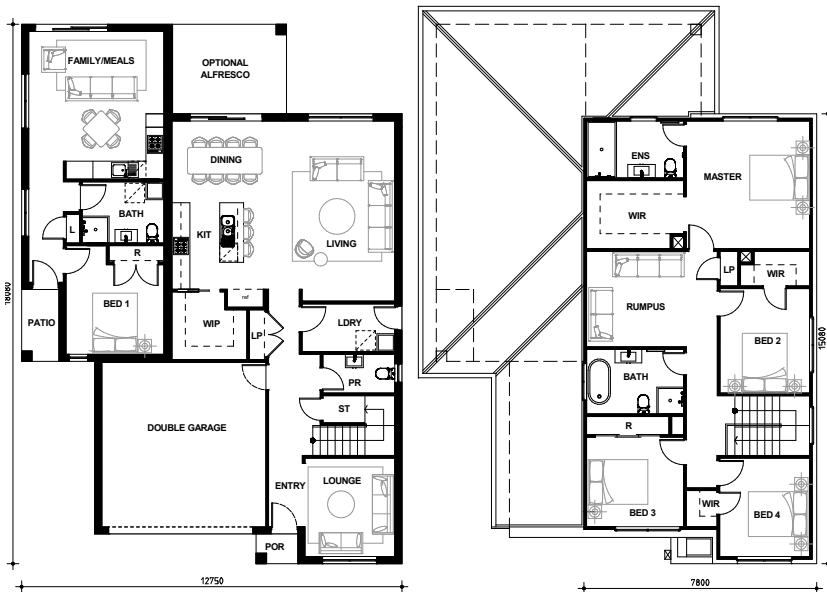 FAMILY/MEALS
OPTIONAL
ALFRESCO
DINING
BATH
L
KIT
LIVING
R
BED 1
ref
PATIO
WIP
LP
LDRY
PR
ST
DOUBLE GARAGE
LOUNGE
ENTRY
POR
12750
ENS
MASTER
WIR
LP
WIR
RUMPUS
BED 2
15080
BATH
R
BED 3
WIR
BED 4
7800